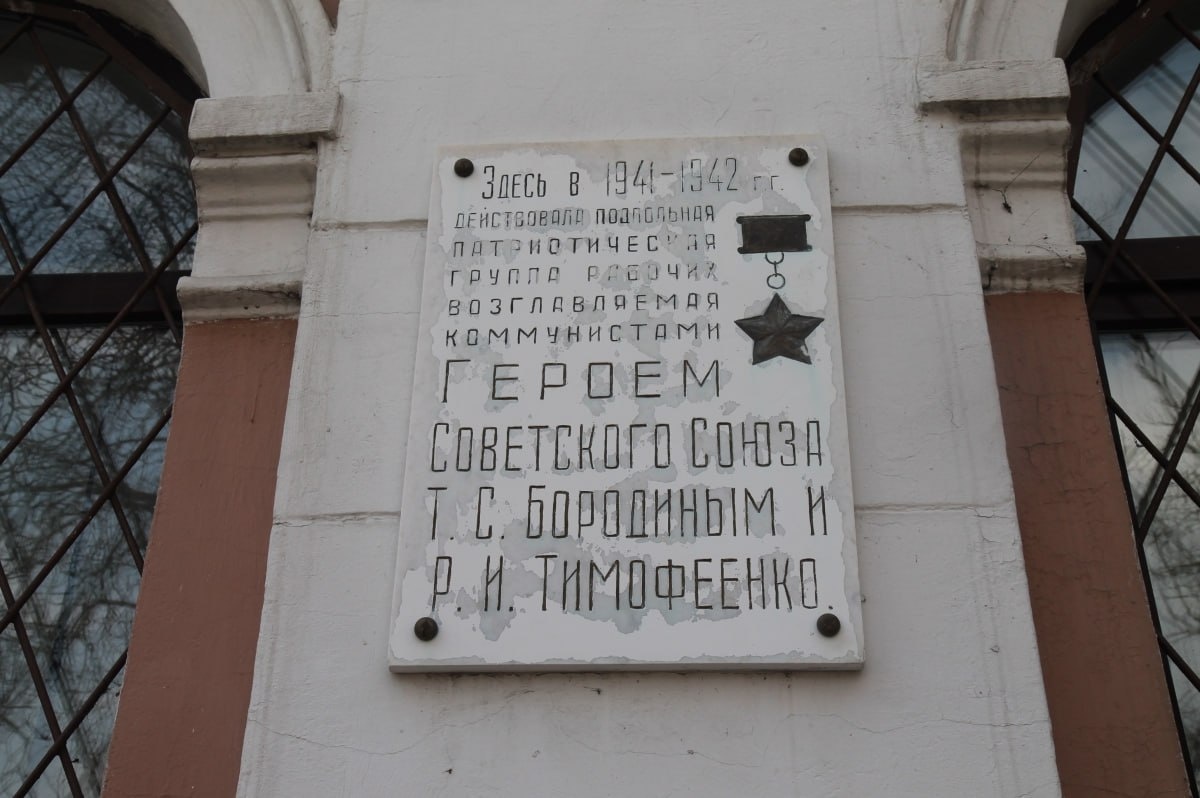 Здесь в 1941-1942 г.г.
действовала подпольная
патриотическая
группа рабочих
возглавляемая
коммунистами
Героем
Советского Союза
Т. С. Бородиным и
Р. И. Тимофеенко.